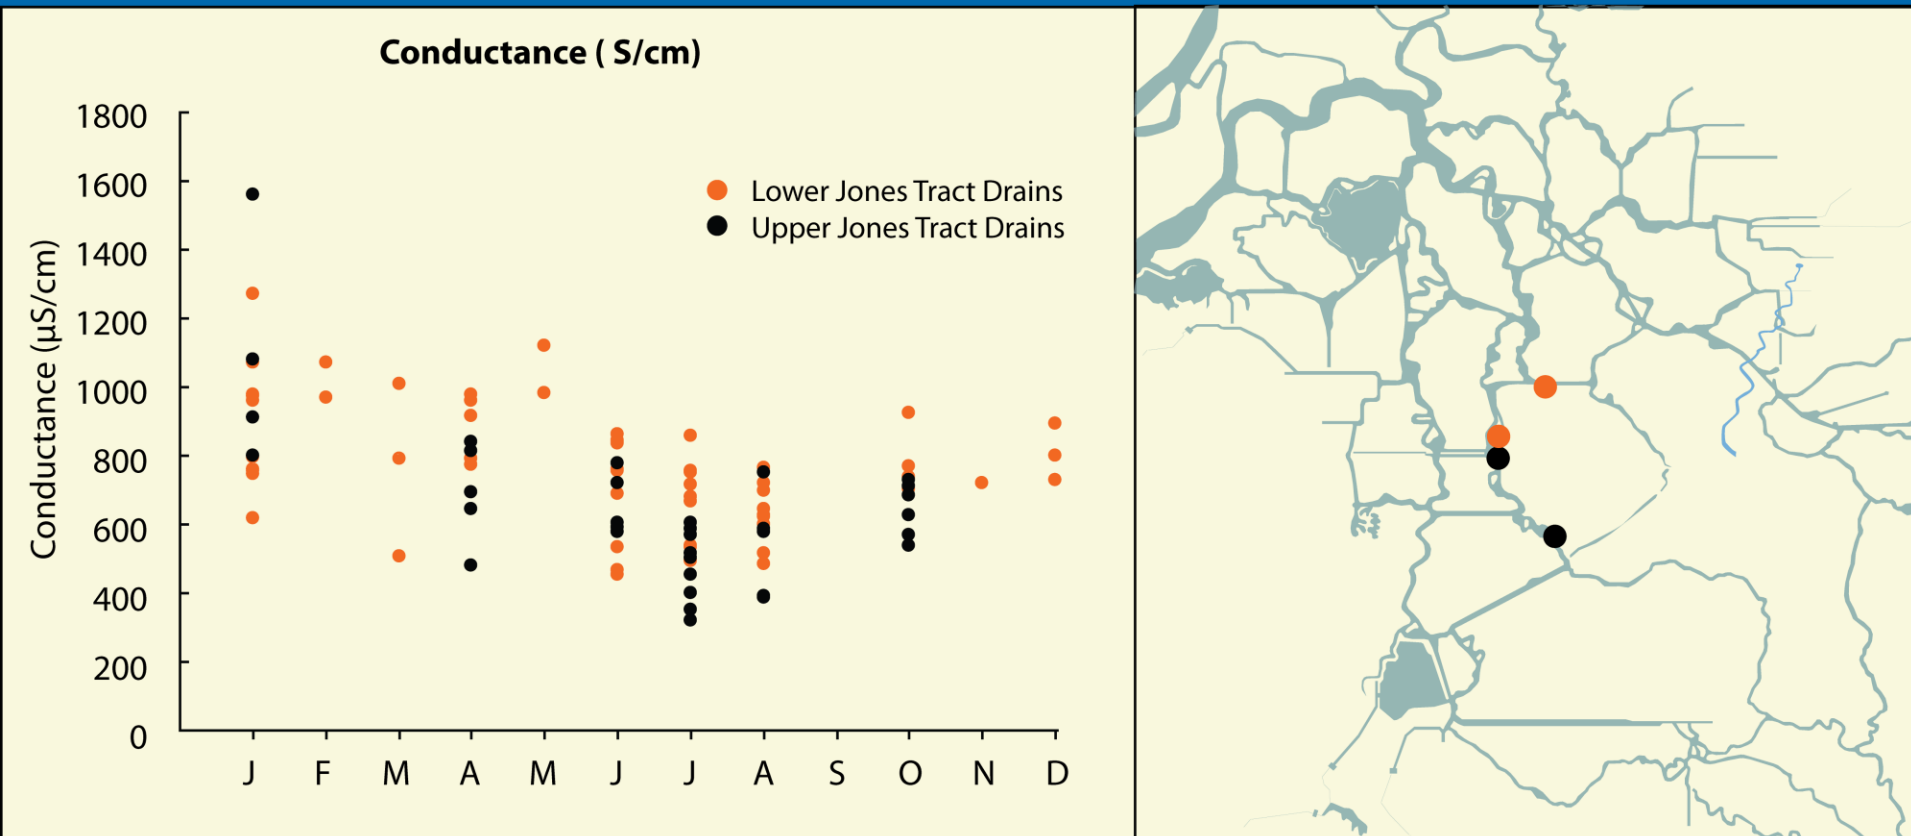 Conductance ( S/cm)
Conductance (µS/cm)
1800
1600
1400
1200
1000
800
600
400
200
0
Lower Jones Tract Drains
Upper Jones Tract Drains
J F M A M J J A S O N D